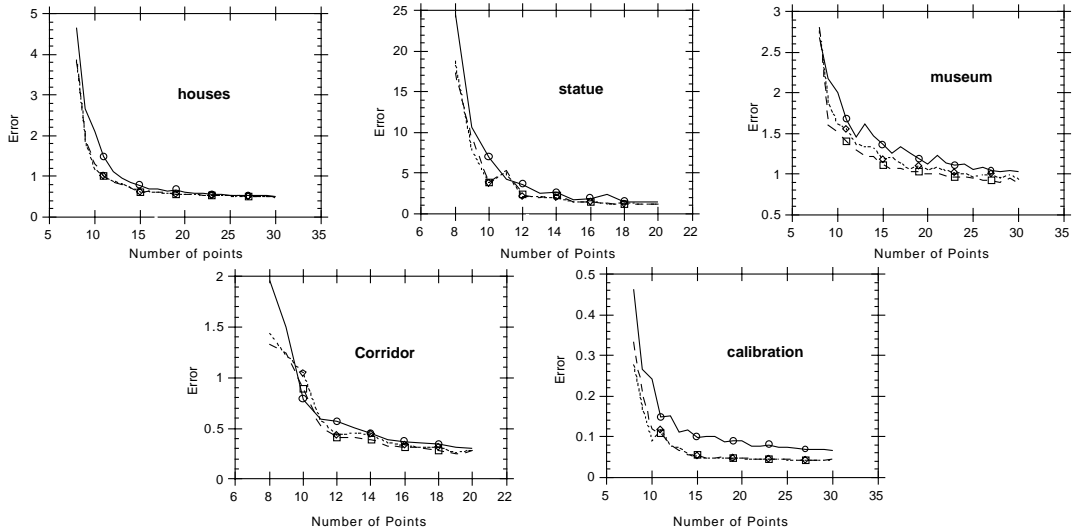 5
4
3
2
1
0
Error
houses
5 10 15 20 25 30 35
Number of points
25
20
15
10
5
0
Error
statue
6 8 10 12 14 16 18 20 22
Number of Points
3
2.5
2
1.5
1
0.5
Error
museum
5 10 15 20 25 30 35
Number of Points
2
1.5
1
0.5
0
Error
Corridor
6 8 10 12 14 16 18 20 22
Number of Points
0.5
0.4
0.3
0.2
0.1
0
Error
calibration
5 10 15 20 25 30 35
Number of Points